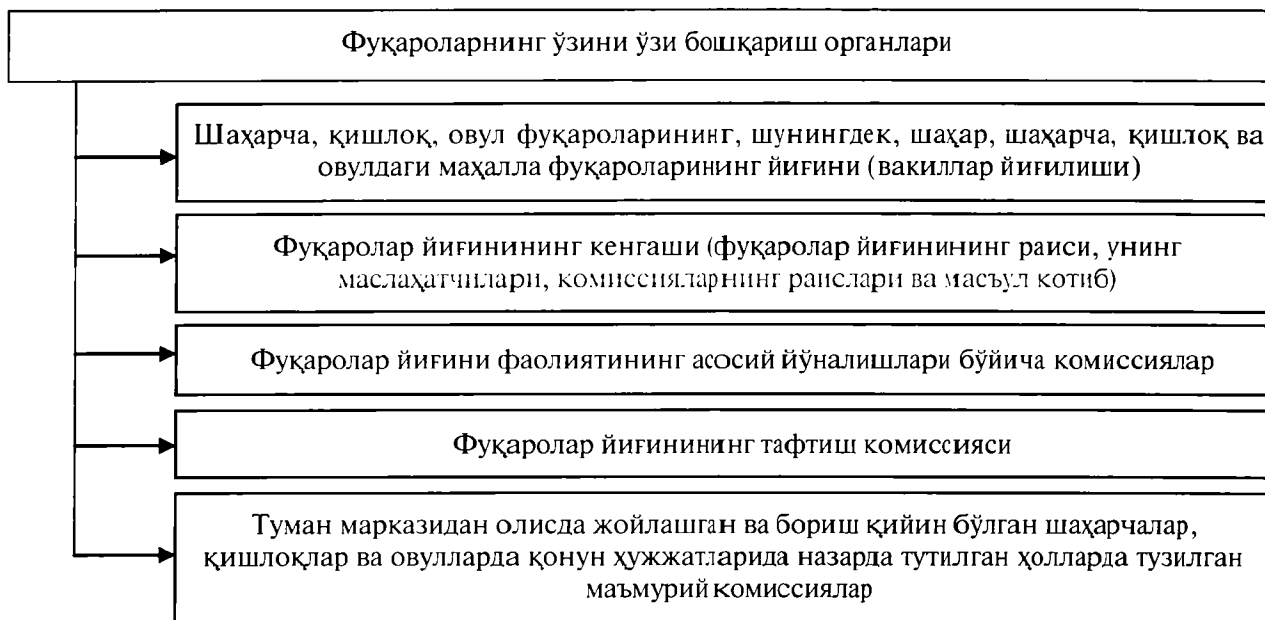 Фуқароларнинг ўзини ўзи бошқариш органлари
Шаҳарча, қишлоқ, овул фуқароларининг, шунингдек, шаҳар, шаҳарча, қишлоқ ва
овулдаги маҳалла фуқароларининг йиғини (вакиллар йиғилиши)
Фуқаролар йиғинининг кенгаши (фуқаролар йиғинининг раиси, унинг
маслаҳатчилари, комиссияларнинг раислари ва масъул котиб)
Фуқаролар йиғини фаолиятининг асосий йўналишлари бўйича комиссиялар
Фуқаролар йиғинининг тафтиш комиссияси
Туман марказидан олисда жойлашган ва бориш қийин бўлган шаҳарчалар,
қишлоқлар ва овулларда қонун ҳужжатларида назарда тутилган ҳолларда тузилган
маъмурий комиссиялар